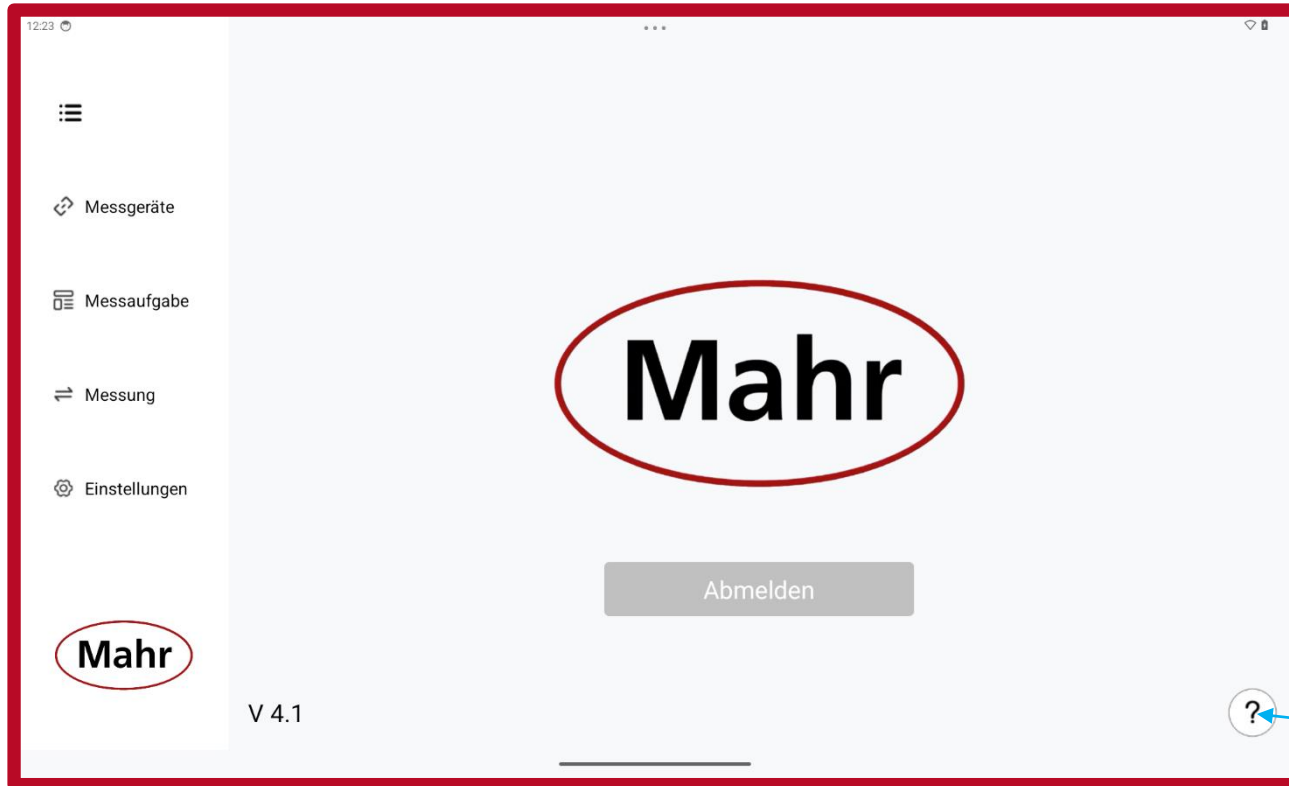 12:23
Messgeräte
Messaufgabe
Messung
Einstellungen
Mahr
Mahr
Abmelden
V 4.1
?